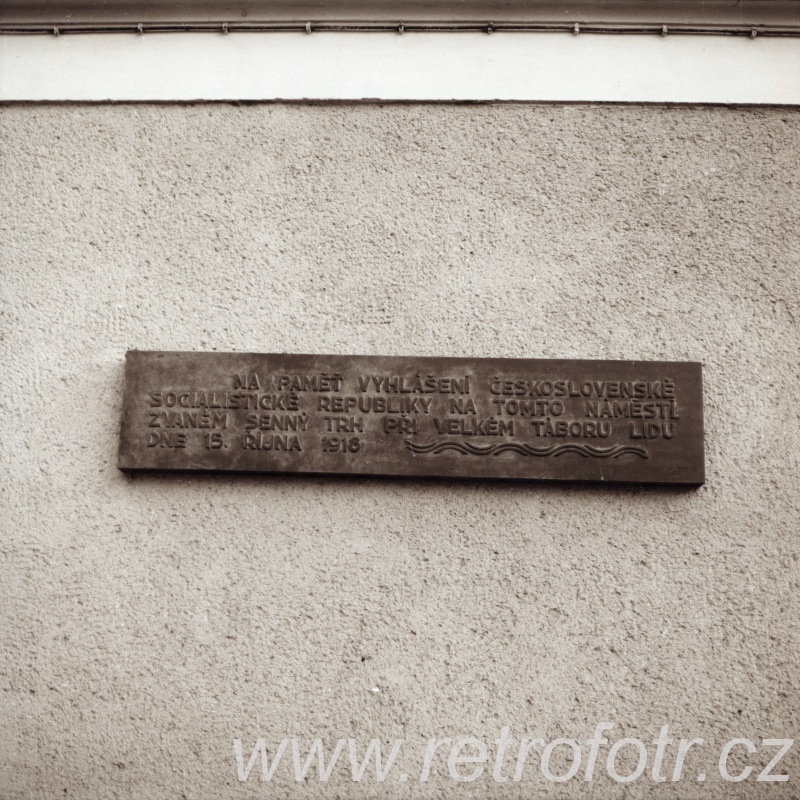 NA PAMĚŤ VYHLÁŠENÍ ČESKOSLOVENSKÉ
SOCIALISTICKÉ REPUBLIKY NA TOMTO NÁMĚSTÍ,
ZVANÉM SENNÝ TRH PŘI VELKÉM TÁBORU LIDU
DNE 15. ŘÍJNA 1918
www.retrofotr.cz